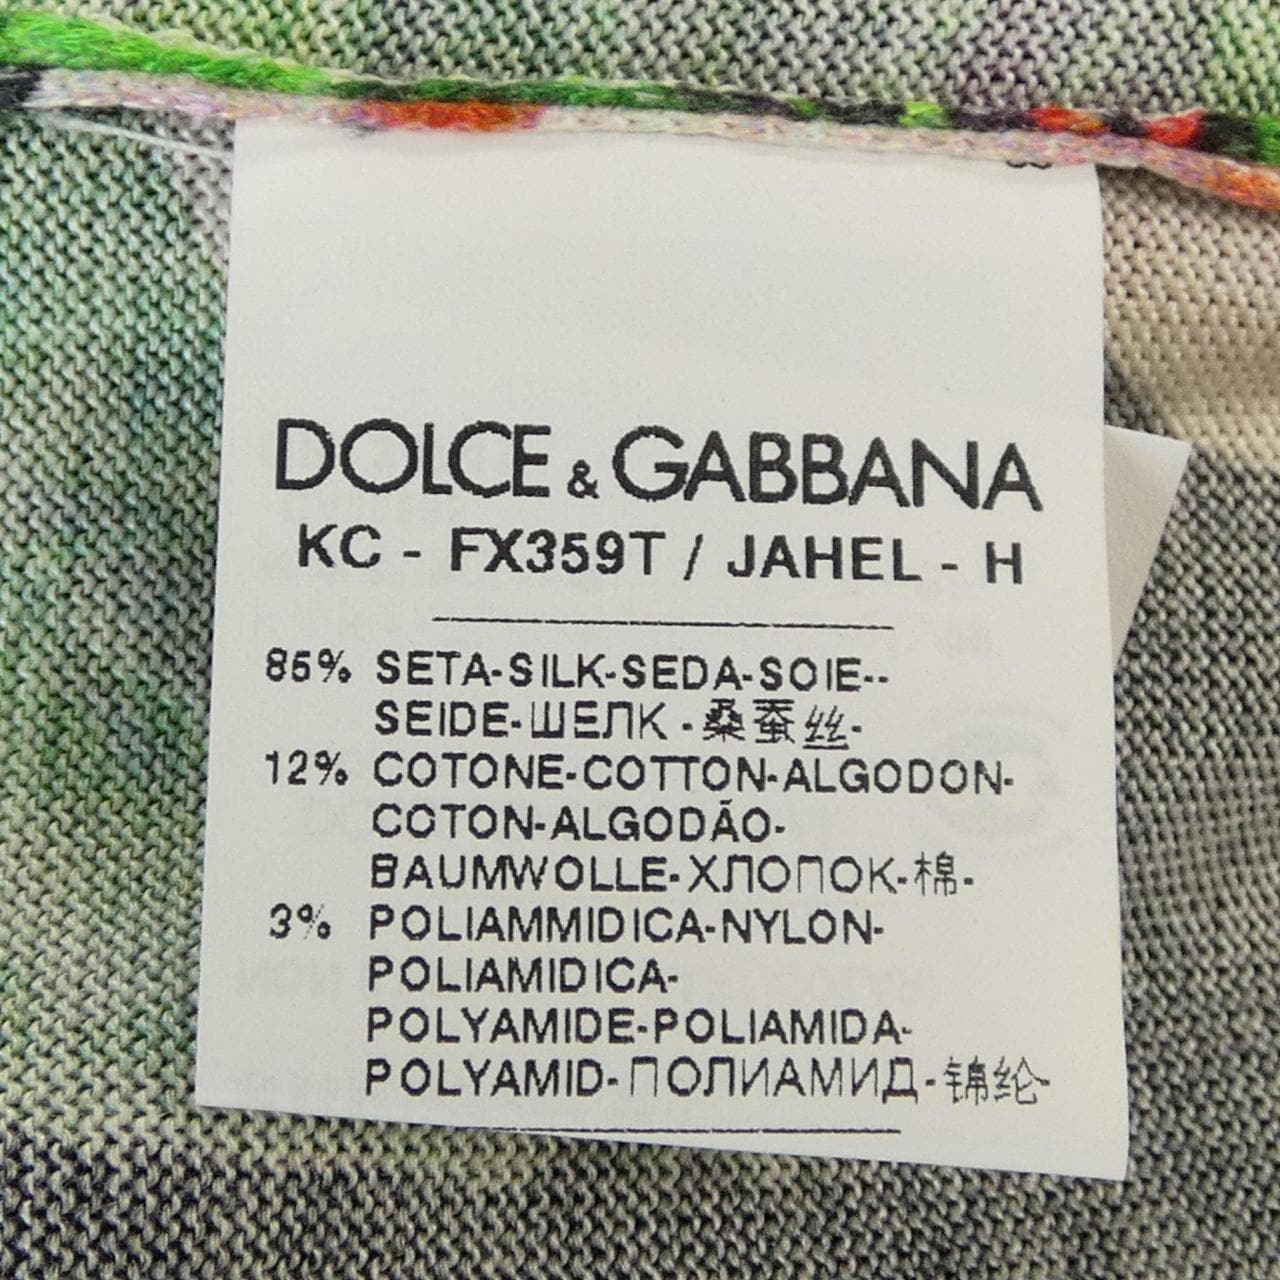 DOLCE & GABBANA
KC - FX359T / JAHEL - H
85% SETA-SILK-SEDA-SOIE--
SEIDE-ШЕЛК-桑蚕丝-
12% COTONE-COTTON-ALGODON-
COTON-ALGODÃO-
BAUMWOLLE-ХЛОПОК-棉-
3% POLIAMMIDICA-NYLON-
POLIAMIDICA-
POLYAMIDE-POLIAMIDA-
POLYAMID-ПОЛИАМИД-锦纶-